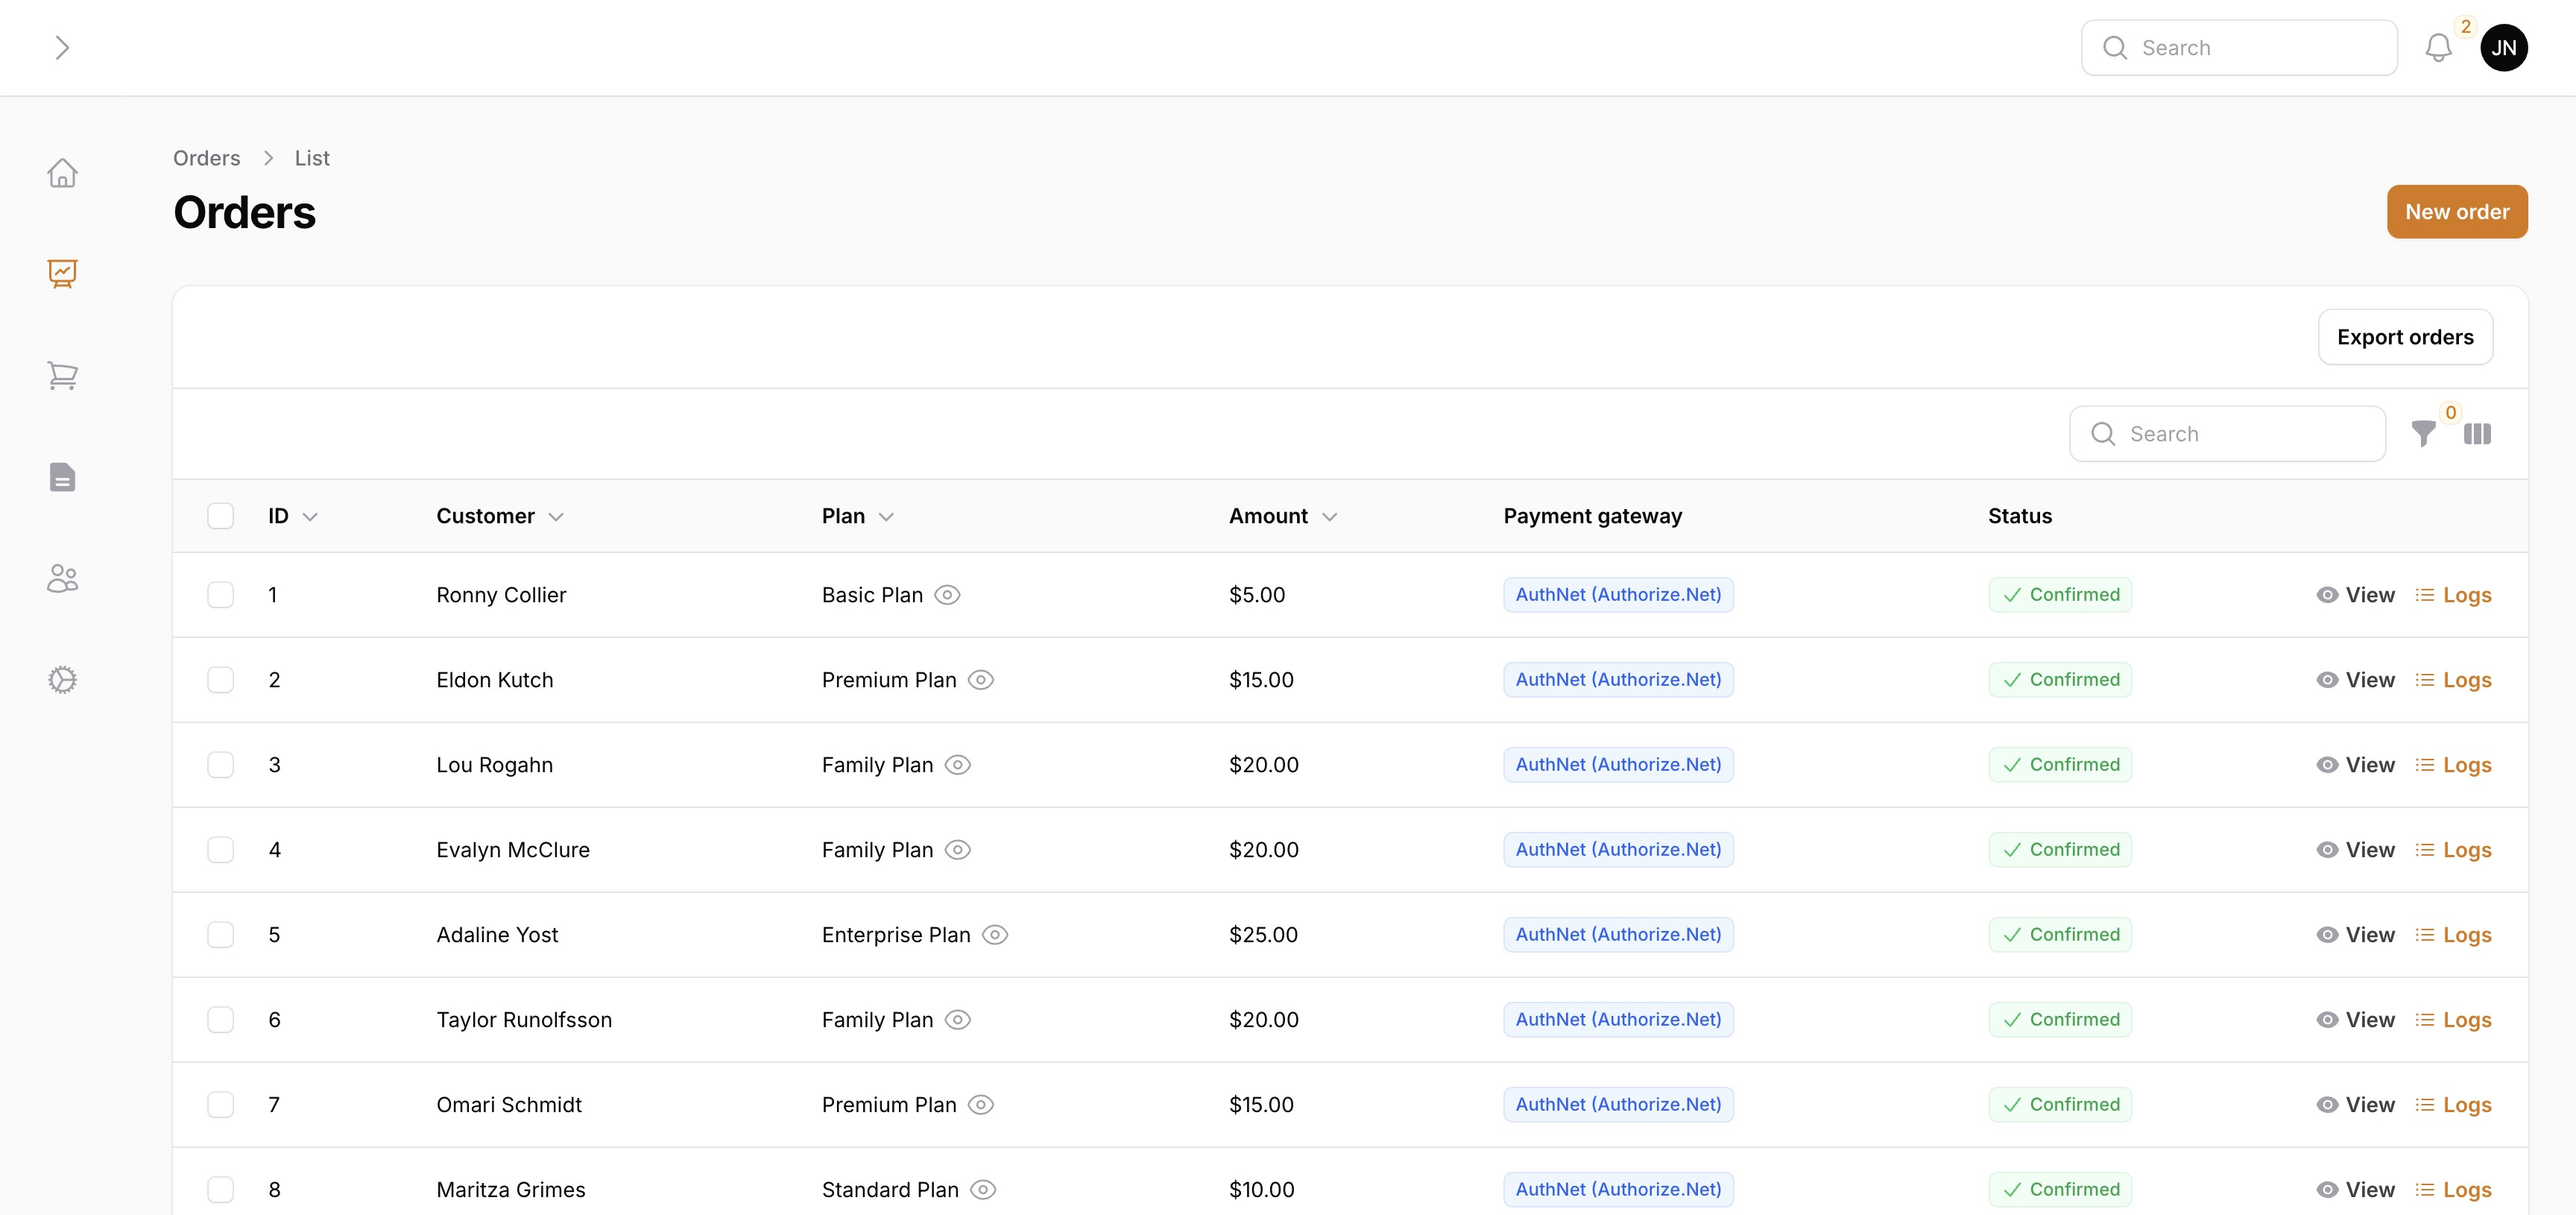 Search 2 JN
Orders List
Orders New order
Export orders
Search 0
ID Customer Plan Amount Payment gateway Status
1 Ronny Collier Basic Plan $5.00 AuthNet (Authorize.Net) Confirmed View Logs
2 Eldon Kutch Premium Plan $15.00 AuthNet (Authorize.Net) Confirmed View Logs
3 Lou Rogahn Family Plan $20.00 AuthNet (Authorize.Net) Confirmed View Logs
4 Evalyn McClure Family Plan $20.00 AuthNet (Authorize.Net) Confirmed View Logs
5 Adaline Yost Enterprise Plan $25.00 AuthNet (Authorize.Net) Confirmed View Logs
6 Taylor Runolfsson Family Plan $20.00 AuthNet (Authorize.Net) Confirmed View Logs
7 Omari Schmidt Premium Plan $15.00 AuthNet (Authorize.Net) Confirmed View Logs
8 Maritza Grimes Standard Plan $10.00 AuthNet (Authorize.Net) Confirmed View Logs